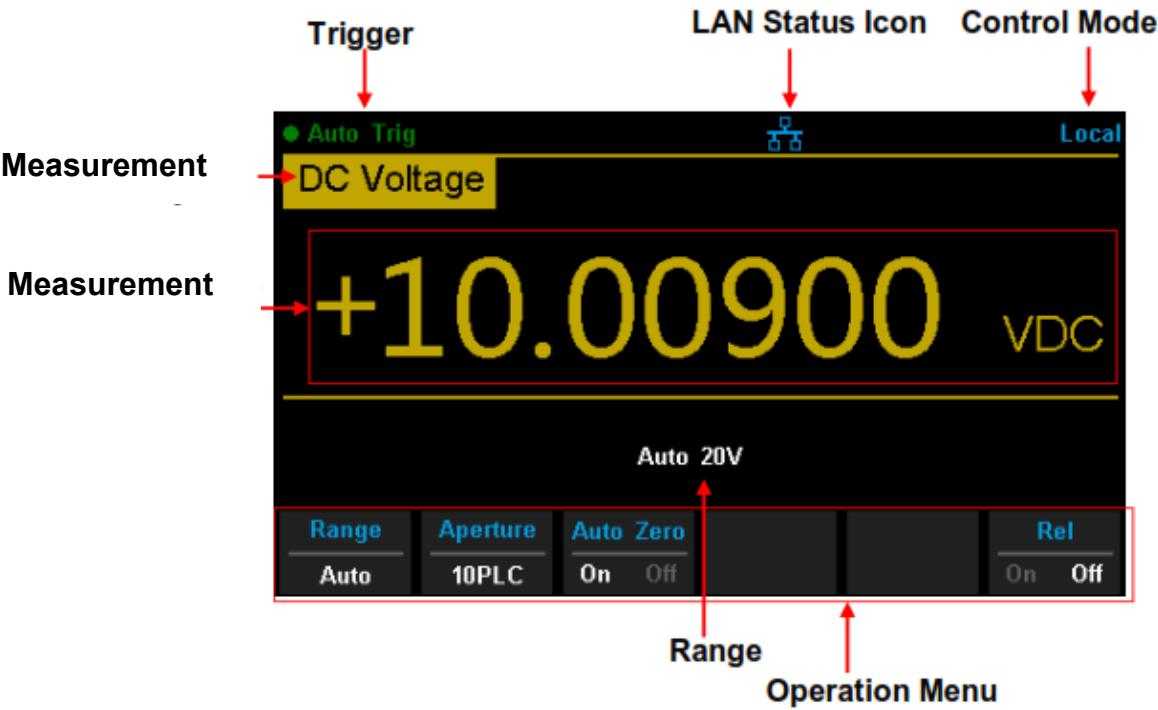 Trigger
LAN Status Icon
Control Mode
Auto Trig
Local
Measurement
DC Voltage
Measurement
+10.00900 VDC
Auto 20V
Range
Aperture
Auto Zero
Rel
Auto
10PLC
On Off
On Off
Range
Operation Menu